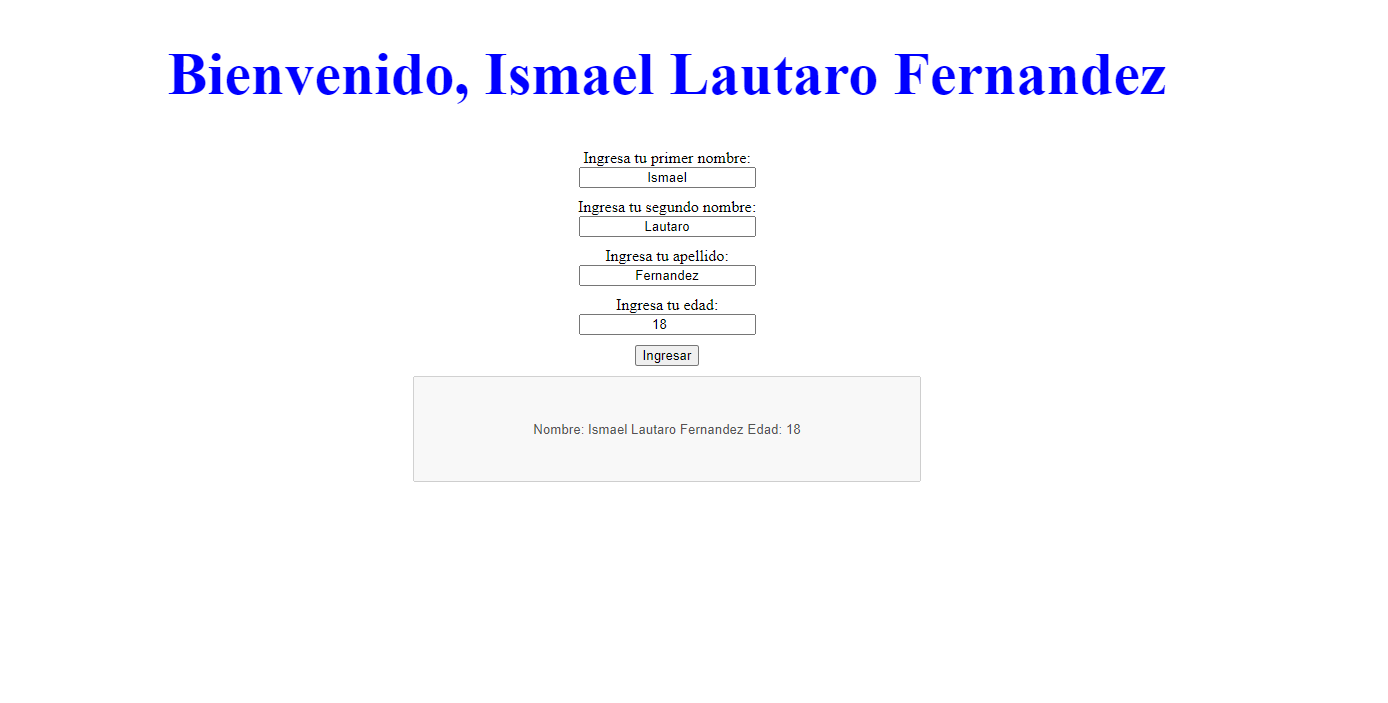 Bienvenido, Ismael Lautaro Fernandez
Ingresa tu primer nombre:
Ismael
Ingresa tu segundo nombre:
Lautaro
Ingresa tu apellido:
Fernandez
Ingresa tu edad:
18
Ingresar
Nombre: Ismael Lautaro Fernandez Edad: 18